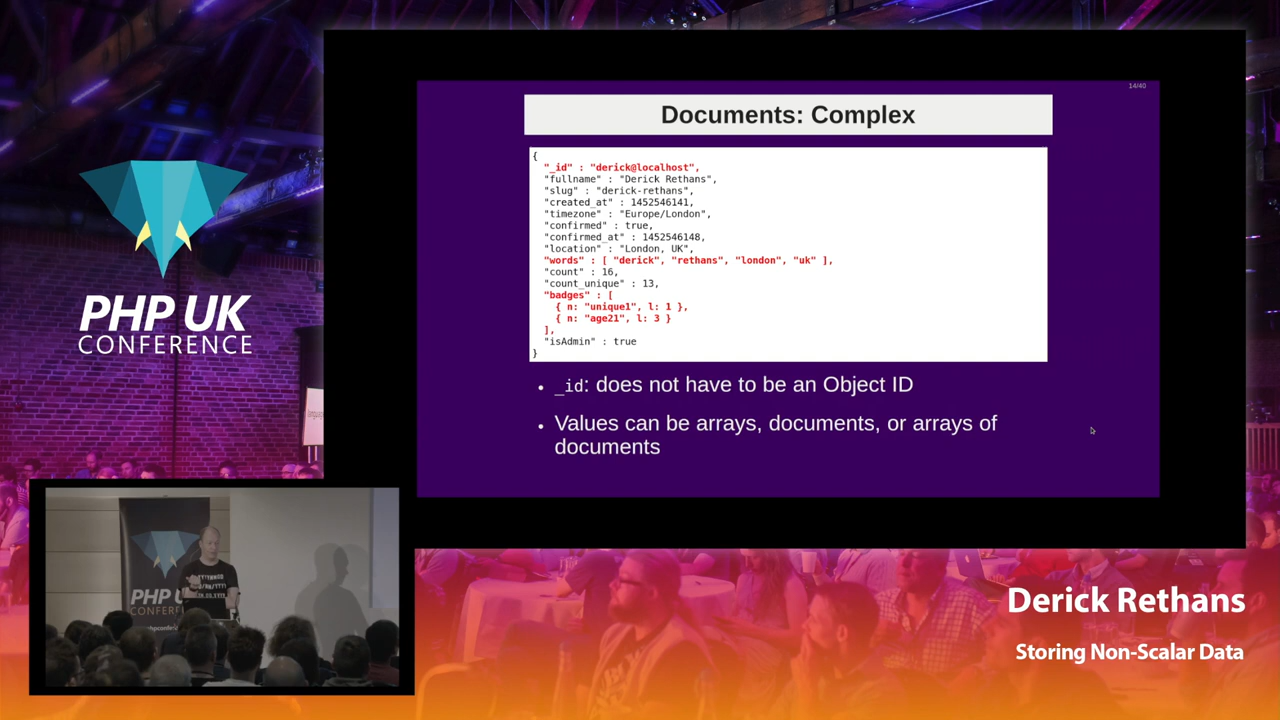 14/40
Documents: Complex
{
"_id" : "derick@localhost",
"fullname" : "Derick Rethans",
"slug" : "derick-rethans",
"created_at" : 1452546141,
"timezone" : "Europe/London",
"confirmed" : true,
"confirmed_at" : 1452546148,
"location" : "London, UK",
"words" : [ "derick", "rethans", "london", "uk" ],
"count" : 16,
"count_unique" : 13,
"badges" : [
{ n: "unique1", l: 1 },
{ n: "age21", l: 3 }
],
"isAdmin" : true
}
• _id: does not have to be an Object ID
• Values can be arrays, documents, or arrays of
documents
PHP UK
CONFERENCE
PHP U
CONFERE
Derick Rethans
Storing Non-Scalar Data